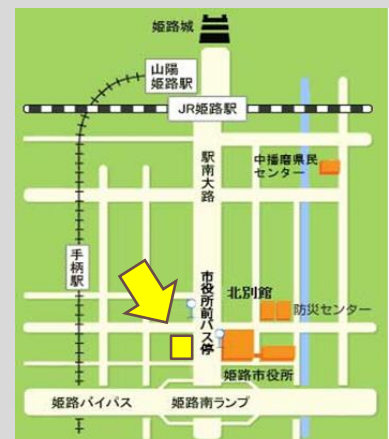 姫路城
山陽
姫路駅
JR姫路駅
駅南大路
中播磨県民
センター
手柄駅
市役所前バス停
北別館
防災センター
姫路市役所
姫路バイパス
姫路南ランプ